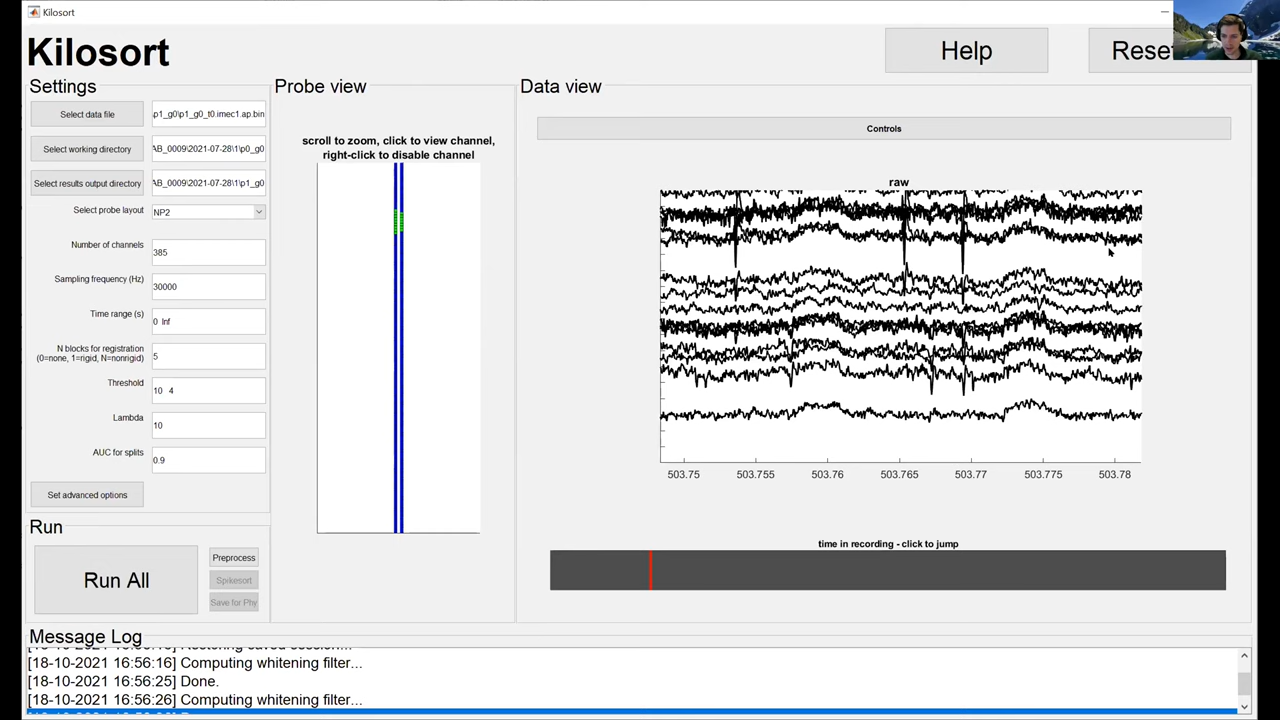 Kilosort
Kilosort
Help
Reset
Settings
Probe view
Data view
Select data file
p1_g0\p1_g0_t0.imec1.ap.bin
Select working directory
AB_0009\2021-07-28\1\p0_g0
Select results output directory
AB_0009\2021-07-28\1\p1_g0
Select probe layout
NP2
Number of channels
385
Sampling frequency (Hz)
30000
Time range (s)
0 Inf
N blocks for registration
(0=none, 1=rigid, N=nonrigid)
5
Threshold
10 4
Lambda
10
AUC for splits
0.9
Set advanced options
scroll to zoom, click to view channel,
right-click to disable channel
Controls
raw
503.75 503.755 503.76 503.765 503.77 503.775 503.78
time in recording - click to jump
Run
Run All
Preprocess
Spikesort
Save for Phy
Message Log
Restoring saved session...
[18-10-2021 16:56:16] Computing whitening filter...
[18-10-2021 16:56:25] Done.
[18-10-2021 16:56:26] Computing whitening filter...